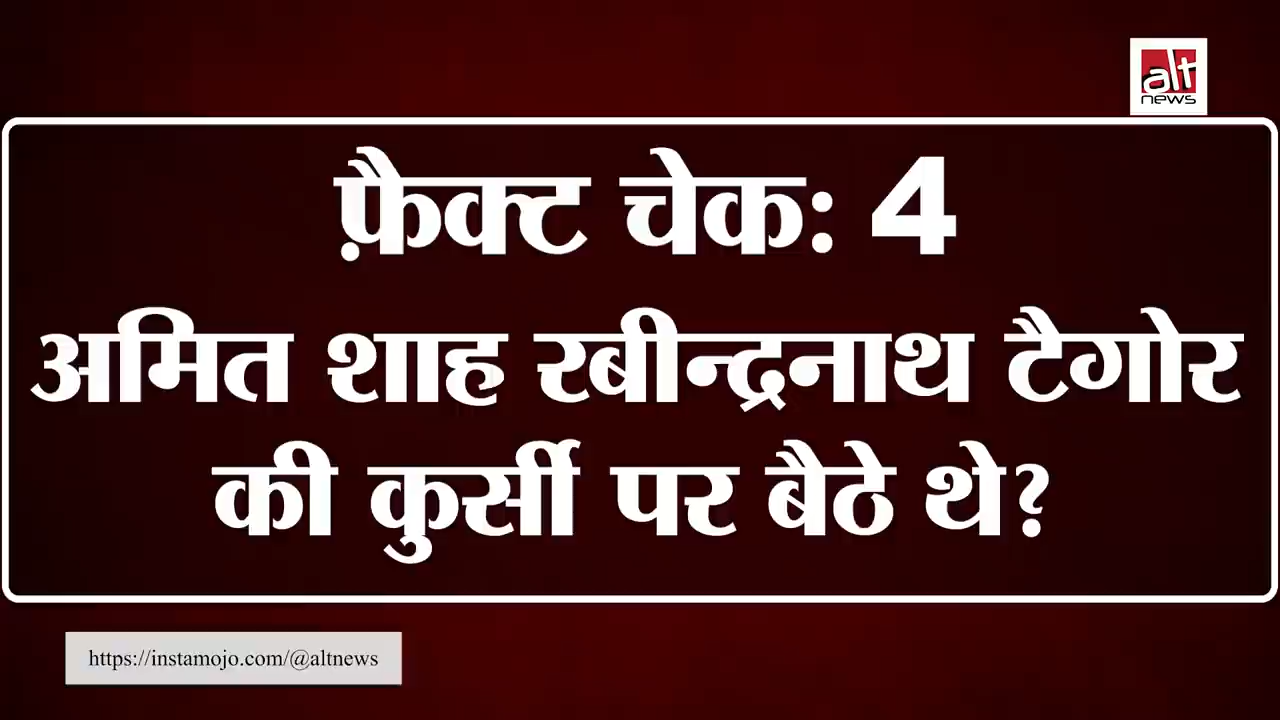 alt
news
फ़ैक्ट चेक: 4
अमित शाह रबीन्द्रनाथ टैगोर
की कुर्सी पर बैठे थे?
https://instamojo.com/@altnews